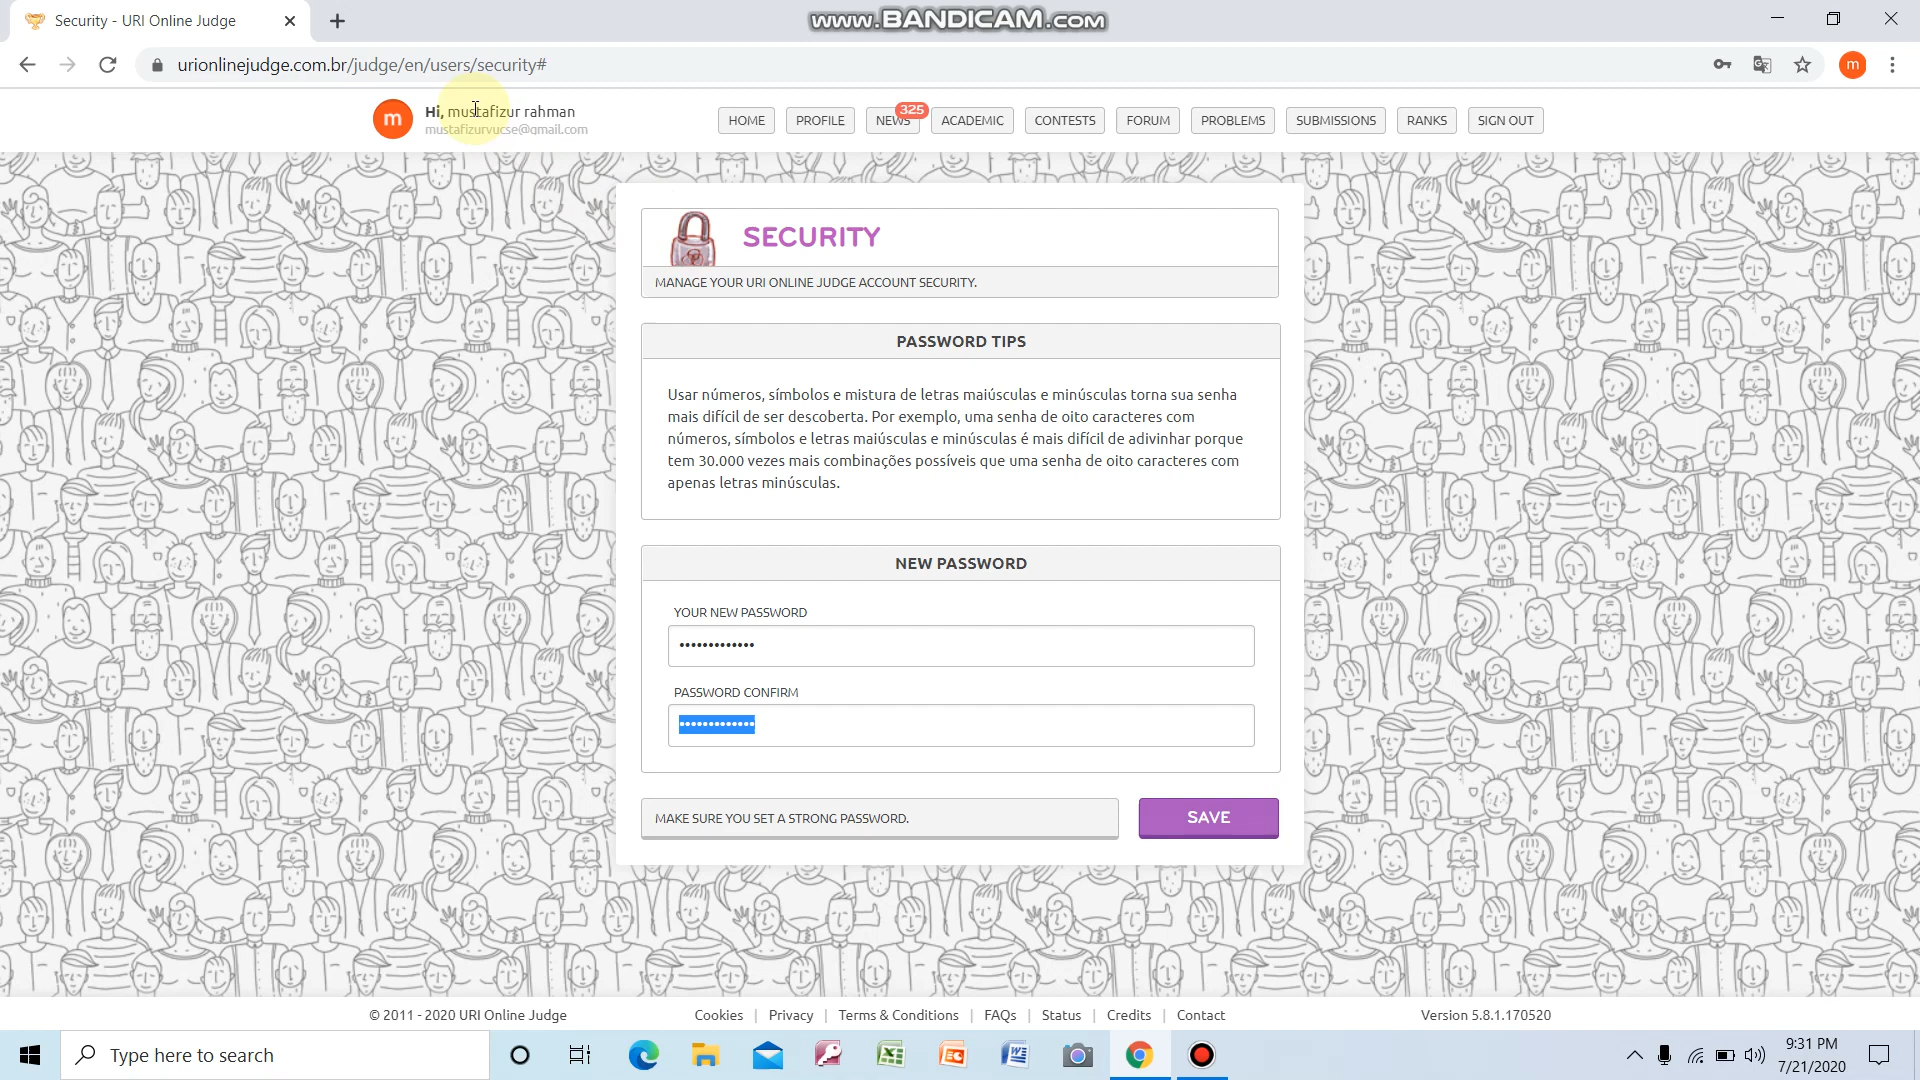 Security - URI Online Judge
www.BANDICAM.com
urionlinejudge.com.br/judge/en/users/security#
m
m
Hi, mustafizur rahman
mustafizurvucse@gmail.com
HOME
PROFILE
NEWS
325
ACADEMIC
CONTESTS
FORUM
PROBLEMS
SUBMISSIONS
RANKS
SIGN OUT
SECURITY
MANAGE YOUR URI ONLINE JUDGE ACCOUNT SECURITY.
PASSWORD TIPS
Usar números, símbolos e mistura de letras maiúsculas e minúsculas torna sua senha
mais difícil de ser descoberta. Por exemplo, uma senha de oito caracteres com
números, símbolos e letras maiúsculas e minúsculas é mais difícil de adivinhar porque
tem 30.000 vezes mais combinações possíveis que uma senha de oito caracteres com
apenas letras minúsculas.
NEW PASSWORD
YOUR NEW PASSWORD
•••••••••••••
PASSWORD CONFIRM
•••••••••••••
MAKE SURE YOU SET A STRONG PASSWORD.
SAVE
© 2011 - 2020 URI Online Judge
Cookies | Privacy | Terms & Conditions | FAQs | Status | Credits | Contact
Version 5.8.1.170520
Type here to search
9:31 PM
7/21/2020